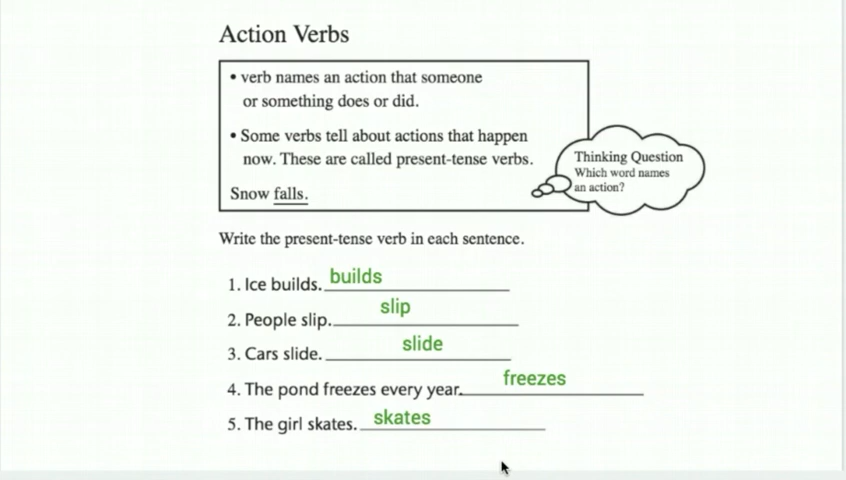 Action Verbs
• verb names an action that someone
or something does or did.
• Some verbs tell about actions that happen
now. These are called present-tense verbs.
Snow falls.
Thinking Question
Which word names
an action?
Write the present-tense verb in each sentence.
1. Ice builds. builds
2. People slip. slip
3. Cars slide. slide
4. The pond freezes every year. freezes
5. The girl skates. skates